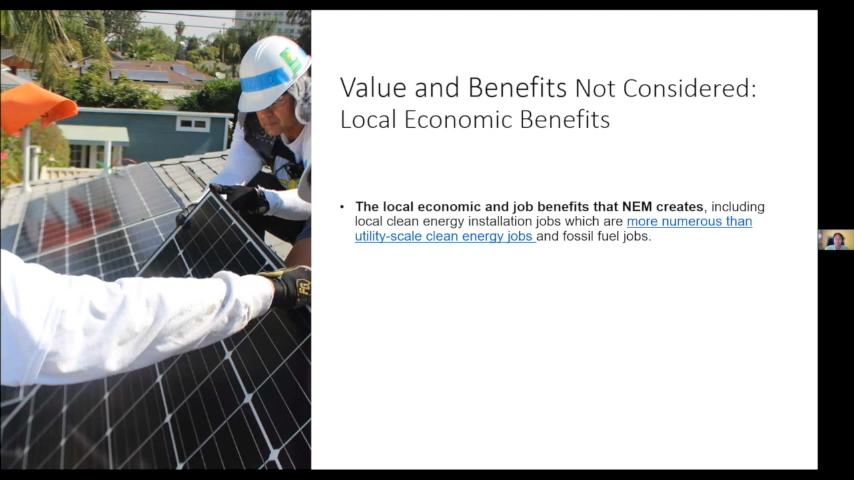 Value and Benefits Not Considered:
Local Economic Benefits
• The local economic and job benefits that NEM creates, including
local clean energy installation jobs which are more numerous than
utility-scale clean energy jobs and fossil fuel jobs.